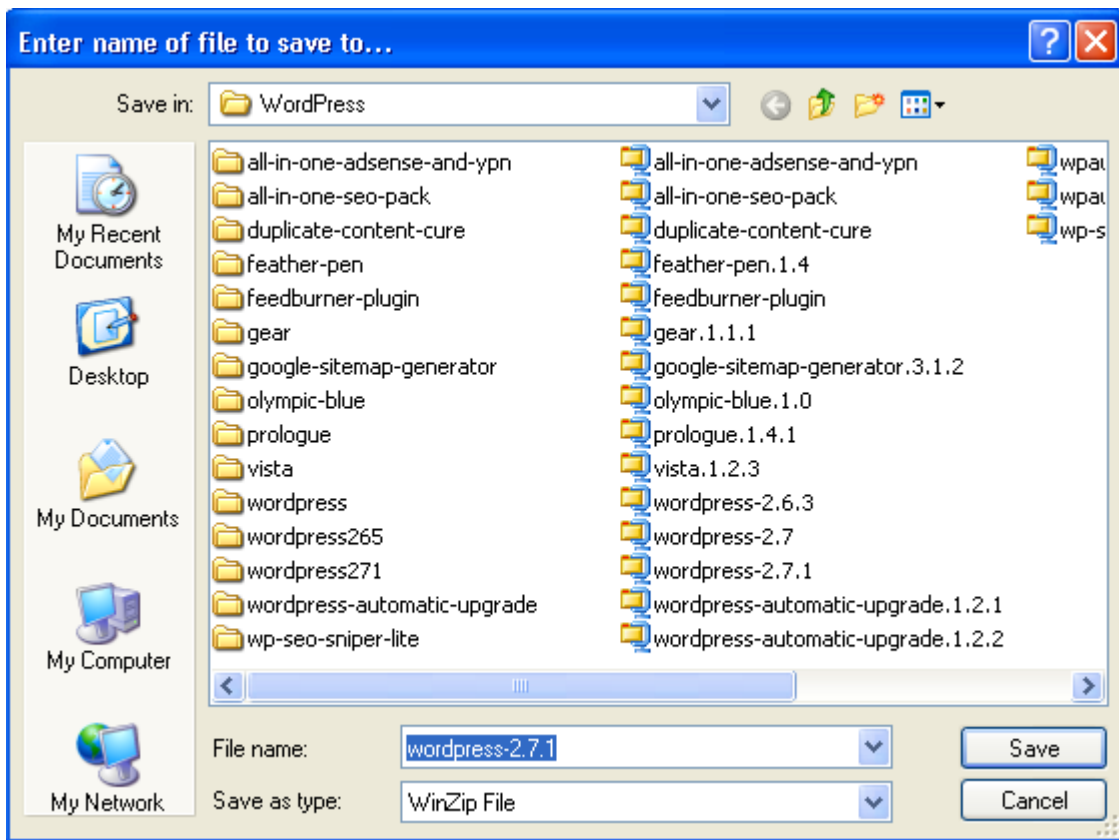 Enter name of file to save to...
Save in: WordPress
My Recent
Documents
Desktop
My Documents
My Computer
My Network
all-in-one-adsense-and-ypn
all-in-one-seo-pack
duplicate-content-cure
feather-pen
feedburner-plugin
gear
google-sitemap-generator
olympic-blue
prologue
vista
wordpress
wordpress265
wordpress271
wordpress-automatic-upgrade
wp-seo-sniper-lite
all-in-one-adsense-and-ypn
all-in-one-seo-pack
duplicate-content-cure
feather-pen.1.4
feedburner-plugin
gear.1.1.1
google-sitemap-generator.3.1.2
olympic-blue.1.0
prologue.1.4.1
vista.1.2.3
wordpress-2.6.3
wordpress-2.7
wordpress-2.7.1
wordpress-automatic-upgrade.1.2.1
wordpress-automatic-upgrade.1.2.2
wp-s
File name: wordpress-2.7.1
Save
Save as type: WinZip File
Cancel